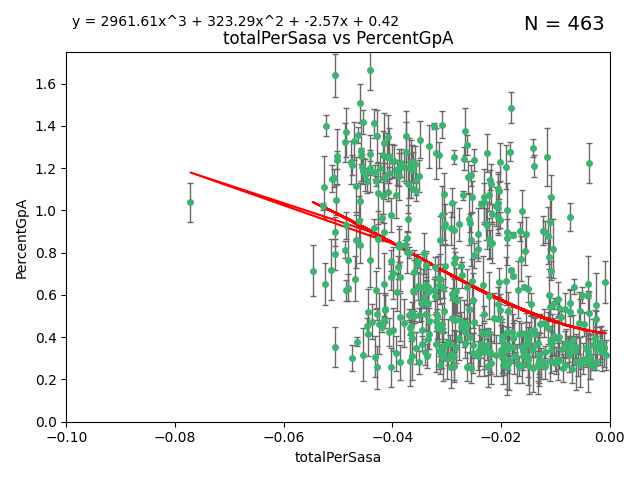 y = 2961.61x^3 + 323.29x^2 + -2.57x + 0.42
N = 463
totalPerSasa vs PercentGpA
1.6
1.4
1.2
1.0
0.8
0.6
0.4
0.2
0.0
PercentGpA
−0.10 −0.08 −0.06 −0.04 −0.02 0.00
totalPerSasa